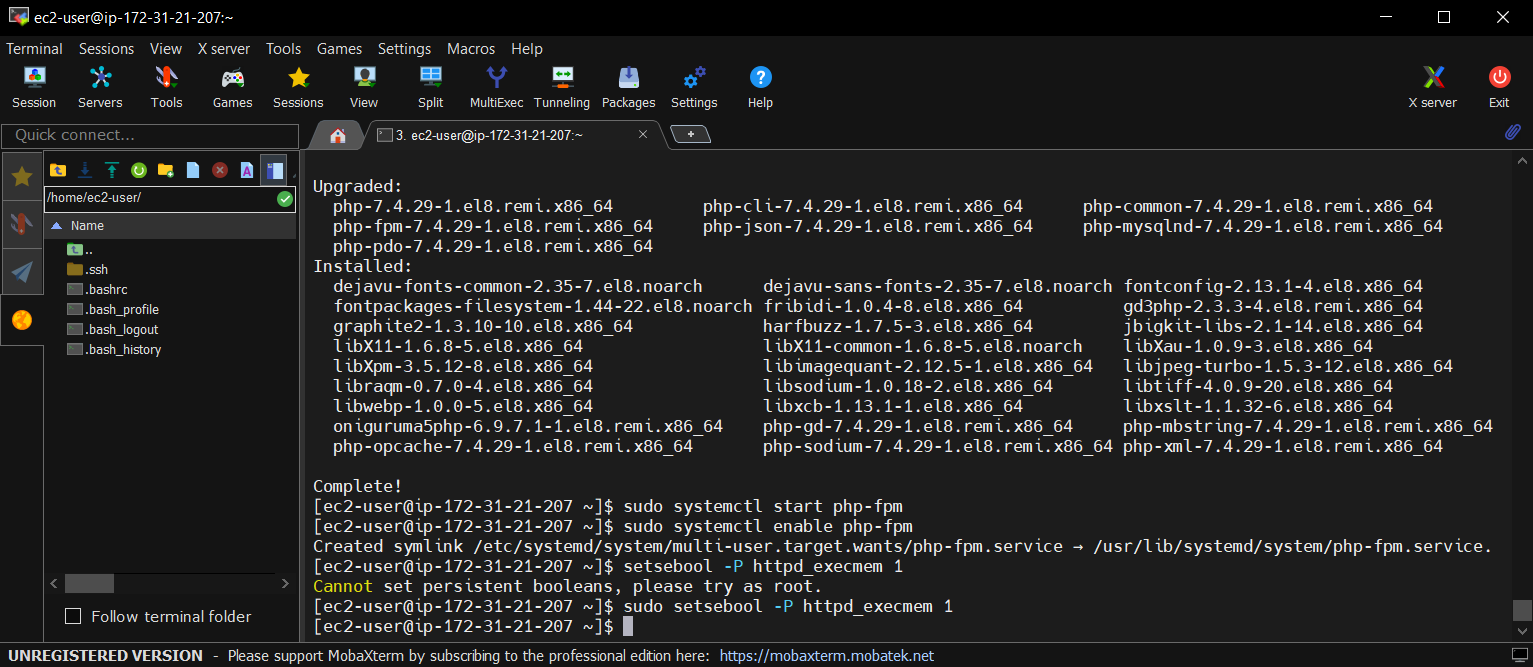 ec2-user@ip-172-31-21-207:~
Terminal Sessions View X server Tools Games Settings Macros Help
Session Servers Tools Games Sessions View Split MultiExec Tunneling Packages Settings Help X server Exit
Quick connect...
3. ec2-user@ip-172-31-21-207:~
/home/ec2-user/
Name
..
.ssh
.bashrc
.bash_profile
.bash_logout
.bash_history
Follow terminal folder
Upgraded:
php-7.4.29-1.el8.remi.x86_64 php-cli-7.4.29-1.el8.remi.x86_64 php-common-7.4.29-1.el8.remi.x86_64
php-fpm-7.4.29-1.el8.remi.x86_64 php-json-7.4.29-1.el8.remi.x86_64 php-mysqlnd-7.4.29-1.el8.remi.x86_64
php-pdo-7.4.29-1.el8.remi.x86_64
Installed:
dejavu-fonts-common-2.35-7.el8.noarch dejavu-sans-fonts-2.35-7.el8.noarch fontconfig-2.13.1-4.el8.x86_64
fontpackages-filesystem-1.44-22.el8.noarch fribidi-1.0.4-8.el8.x86_64 gd3php-2.3.3-4.el8.remi.x86_64
graphite2-1.3.10-10.el8.x86_64 harfbuzz-1.7.5-3.el8.x86_64 jbigkit-libs-2.1-14.el8.x86_64
libX11-1.6.8-5.el8.x86_64 libX11-common-1.6.8-5.el8.noarch libXau-1.0.9-3.el8.x86_64
libXpm-3.5.12-8.el8.x86_64 libimagequant-2.12.5-1.el8.x86_64 libjpeg-turbo-1.5.3-12.el8.x86_64
libraqm-0.7.0-4.el8.x86_64 libsodium-1.0.18-2.el8.x86_64 libtiff-4.0.9-20.el8.x86_64
libwebp-1.0.0-5.el8.x86_64 libxcb-1.13.1-1.el8.x86_64 libxslt-1.1.32-6.el8.x86_64
oniguruma5php-6.9.7.1-1.el8.remi.x86_64 php-gd-7.4.29-1.el8.remi.x86_64 php-mbstring-7.4.29-1.el8.remi.x86_64
php-opcache-7.4.29-1.el8.remi.x86_64 php-sodium-7.4.29-1.el8.remi.x86_64 php-xml-7.4.29-1.el8.remi.x86_64
Complete!
[ec2-user@ip-172-31-21-207 ~]$ sudo systemctl start php-fpm
[ec2-user@ip-172-31-21-207 ~]$ sudo systemctl enable php-fpm
Created symlink /etc/systemd/system/multi-user.target.wants/php-fpm.service → /usr/lib/systemd/system/php-fpm.service.
[ec2-user@ip-172-31-21-207 ~]$ setsebool -P httpd_execmem 1
Cannot set persistent booleans, please try as root.
[ec2-user@ip-172-31-21-207 ~]$ sudo setsebool -P httpd_execmem 1
[ec2-user@ip-172-31-21-207 ~]$
UNREGISTERED VERSION - Please support MobaXterm by subscribing to the professional edition here: https://mobaxterm.mobatek.net